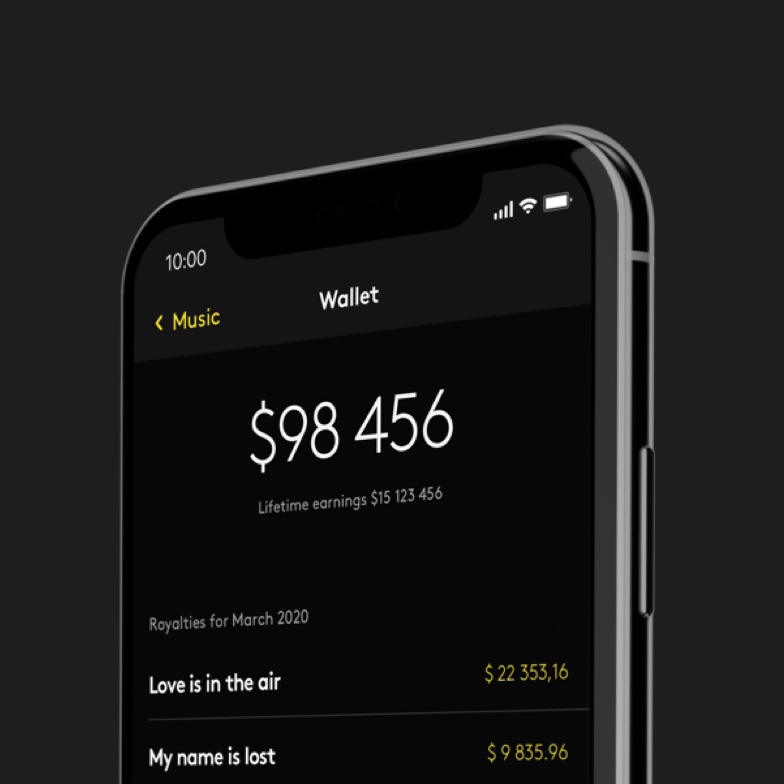 10:00
< Music
Wallet
$98 456
Lifetime earnings $15 123 456
Royalties for March 2020
Love is in the air
$ 22 353,16
My name is lost
$ 9 835.96